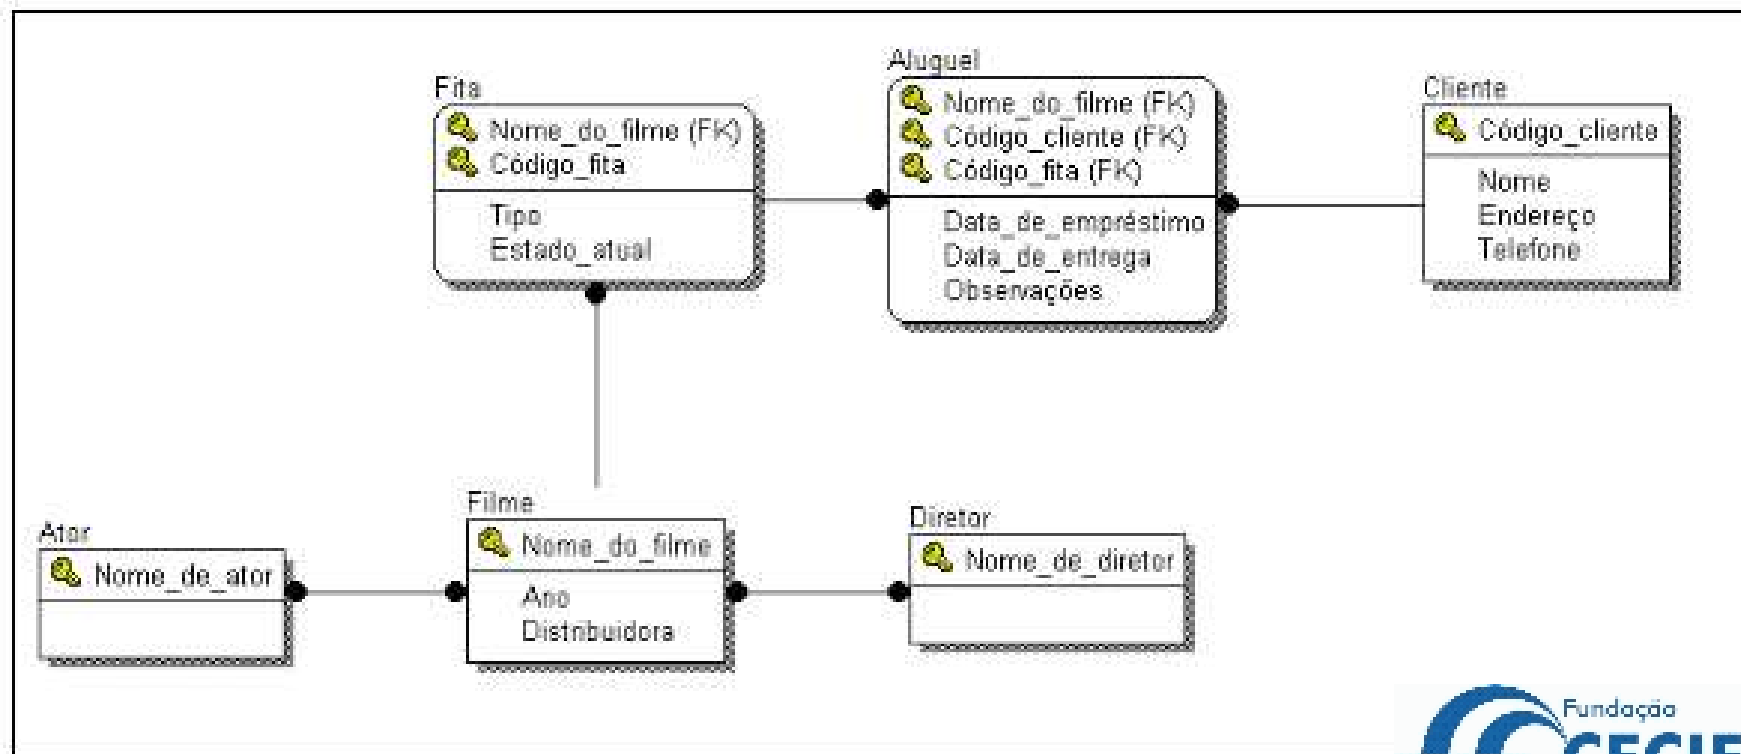 Fita
Nome_do_filme (FK)
Código_fita
Tipo
Estado_atual
Aluguel
Nome_do_filme (FK)
Código_cliente (FK)
Código_fita (FK)
Data_de_empréstimo
Data_de_entrega
Observações
Cliente
Código_cliente
Nome
Endereço
Telefone
Ator
Nome_de_ator
Filme
Nome_do_filme
Ano
Distribuidora
Diretor
Nome_de_diretor
Fundação